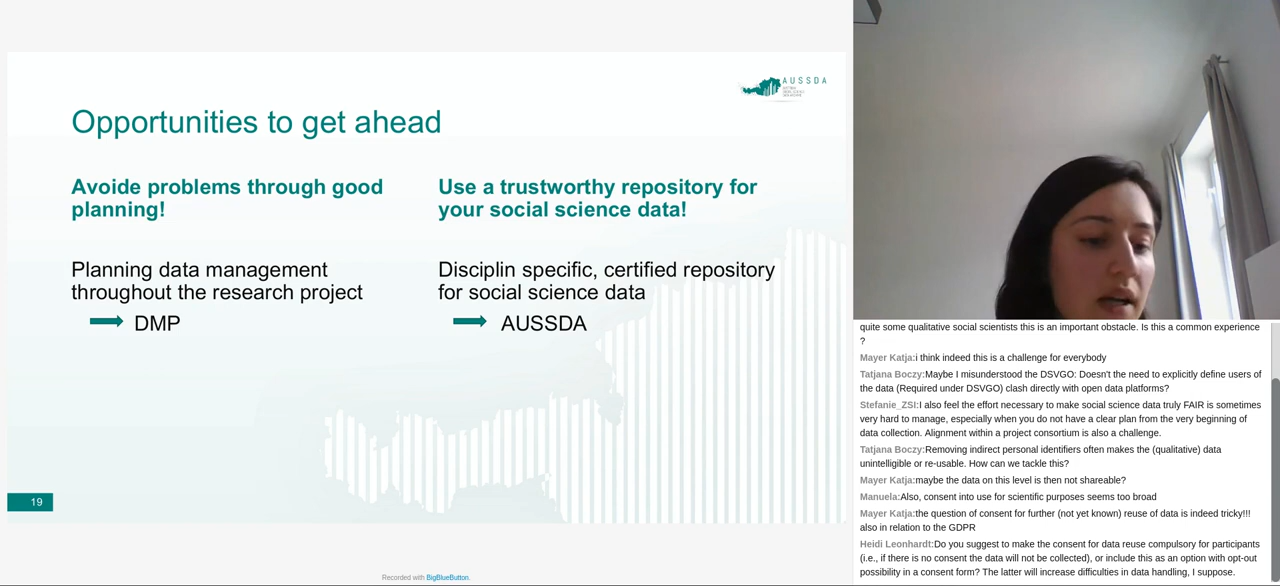 AUSSDA
Opportunities to get ahead
Avoide problems through good
planning!
Planning data management
throughout the research project
DMP
Use a trustworthy repository for
your social science data!
Disciplin specific, certified repository
for social science data
AUSSDA
19
Recorded with BigBlueButton.
quite some qualitative social scientists this is an important obstacle. Is this a common experience
?
Mayer Katja:i think indeed this is a challenge for everybody
Tatjana Boczy:Maybe I misunderstood the DSVGO: Doesn't the need to explicitly define users of
the data (Required under DSVGO) clash directly with open data platforms?
Stefanie_ZSI:I also feel the effort necessary to make social science data truly FAIR is sometimes
very hard to manage, especially when you do not have a clear plan from the very beginning of
data collection. Alignment within a project consortium is also a challenge.
Tatjana Boczy:Removing indirect personal identifiers often makes the (qualitative) data
unintelligible or re-usable. How can we tackle this?
Mayer Katja:maybe the data on this level is then not shareable?
Manuela:Also, consent into use for scientific purposes seems too broad
Mayer Katja:the question of consent for further (not yet known) reuse of data is indeed tricky!!!
also in relation to the GDPR
Heidi Leonhardt:Do you suggest to make the consent for data reuse compulsory for participants
(i.e., if there is no consent the data will not be collected), or include this as an option with opt-out
possibility in a consent form? The latter will increase difficulties in data handling, I suppose.